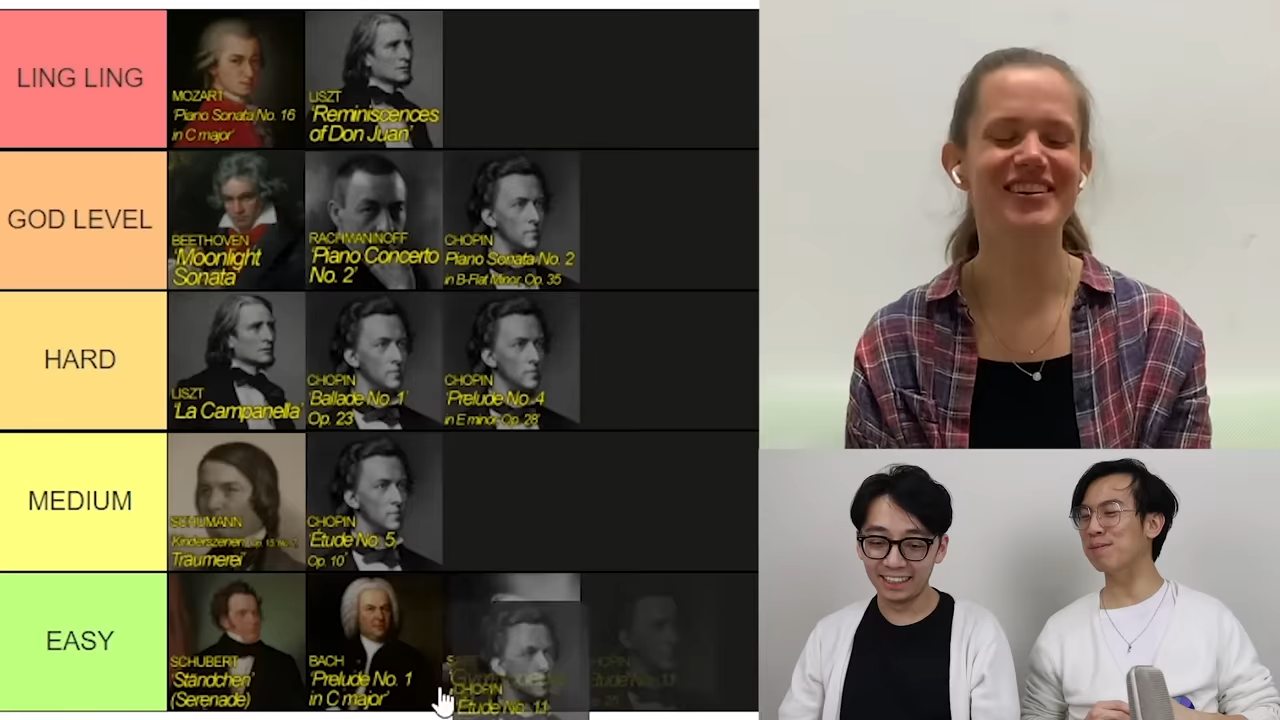 LING LING
MOZART
'Piano Sonata No. 16
in C major'
LISZT
'Reminiscences
of Don Juan'
GOD LEVEL
BEETHOVEN
'Moonlight
Sonata
RACHMANINOFF
'Piano Concerto
No. 2'
CHOPIN
Piano Sonata No. 2
in B-Flat Minor, Op. 35
HARD
LISZT
'La Campanella'
CHOPIN
'Ballade No. 1'
Op. 23
CHOPIN
'Prelude No. 4
in E minor, Op. 28'
MEDIUM
SCHUMANN
Kinderszenen
Traumerei'
CHOPIN
'Étude No. 5,
Op. 10'
EASY
SCHUBERT
'Ständchen'
(Serenade)
BACH
'Prelude No. 1
in C major'
CHOPIN
'Étude No. 11